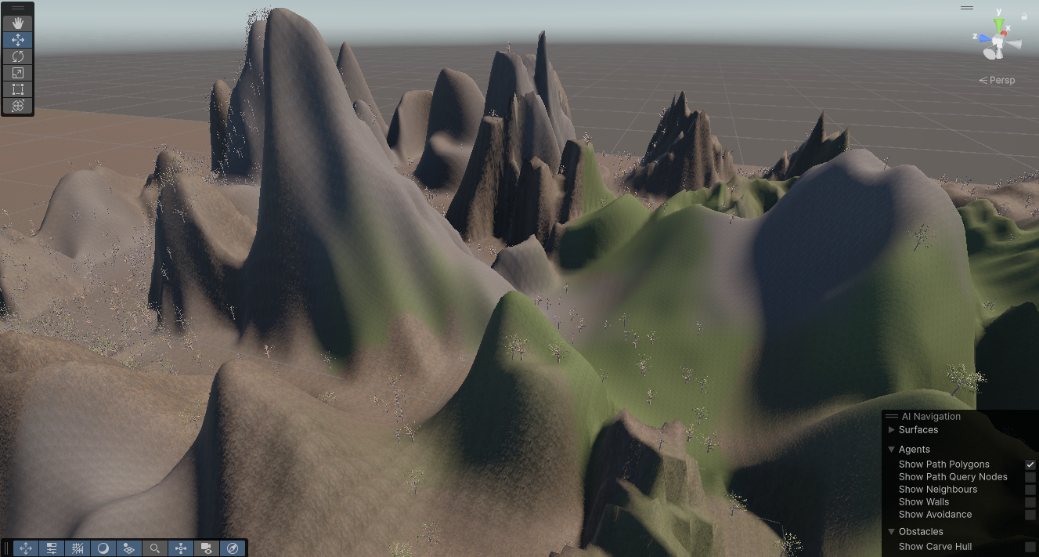 y
x
z
Persp
AI Navigation
Surfaces
Agents
Show Path Polygons
Show Path Query Nodes
Show Neighbours
Show Walls
Show Avoidance
Obstacles
Show Carve Hull